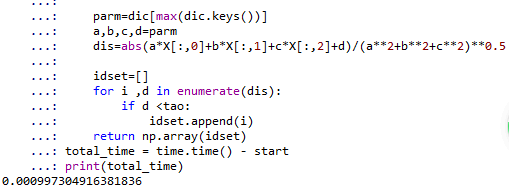 ...:     parm=dic[max(dic.keys())]
...:     a,b,c,d=parm
...:     dis=abs(a*X[:,0]+b*X[:,1]+c*X[:,2]+d)/(a**2+b**2+c**2)**0.5
...:
...:     idset=[]
...:     for i ,d in enumerate(dis):
...:         if d <tao:
...:             idset.append(i)
...:     return np.array(idset)
...: total_time = time.time() - start
...: print(total_time)
0.000997304916381836